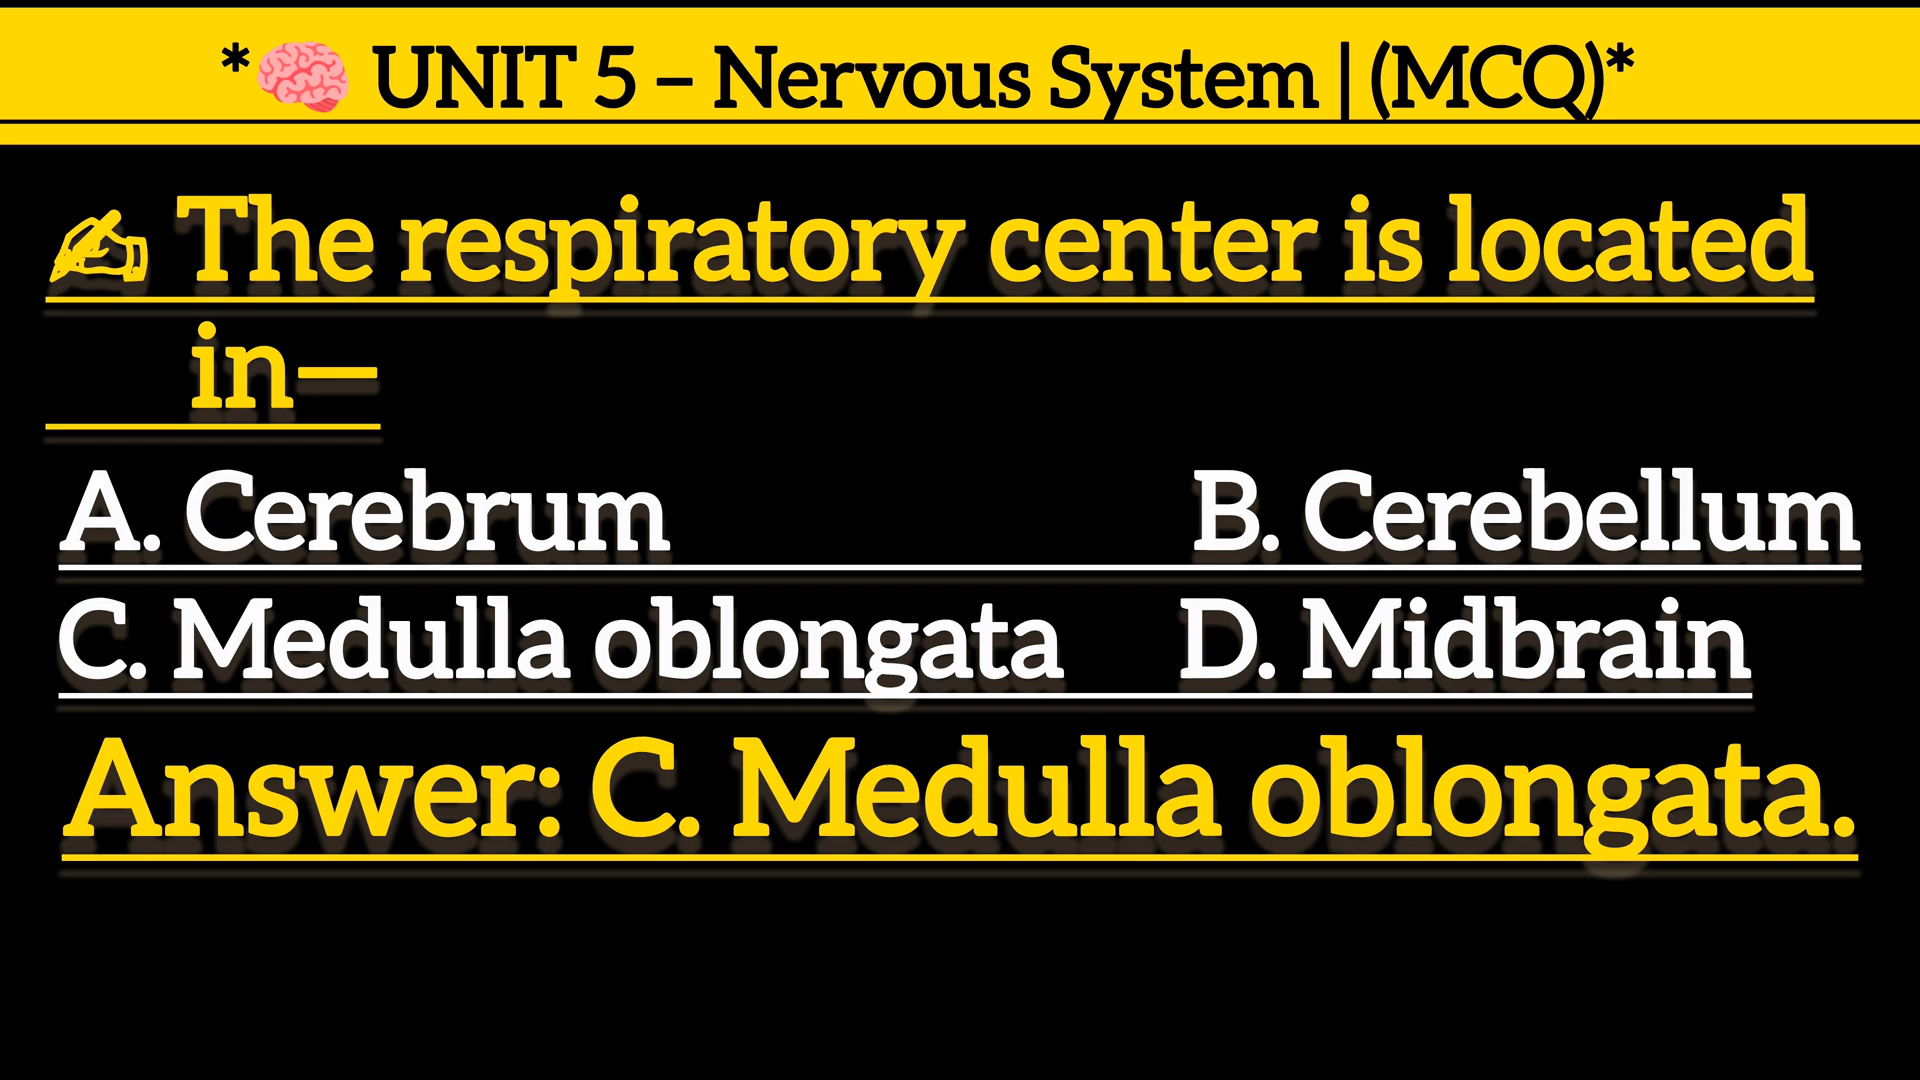 *🧠 UNIT 5 – Nervous System | (MCQ)*
✍ The respiratory center is located
in—
A. Cerebrum B. Cerebellum
C. Medulla oblongata D. Midbrain
Answer: C. Medulla oblongata.